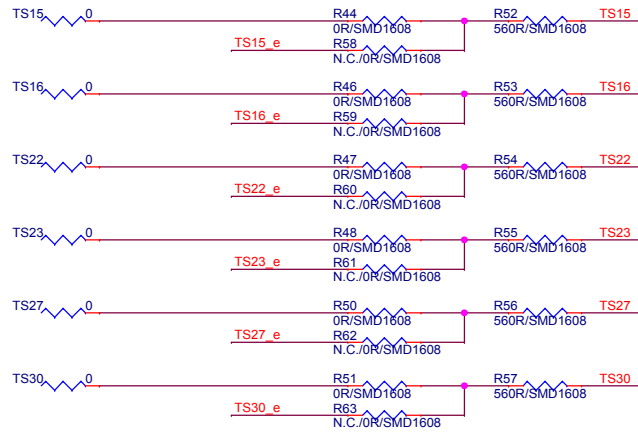 TS15 0 R44 R52 TS15
0R/SMD1608 560R/SMD1608
TS15_e R58
N.C./0R/SMD1608
TS16 0 R46 R53 TS16
0R/SMD1608 560R/SMD1608
TS16_e R59
N.C./0R/SMD1608
TS22 0 R47 R54 TS22
0R/SMD1608 560R/SMD1608
TS22_e R60
N.C./0R/SMD1608
TS23 0 R48 R55 TS23
0R/SMD1608 560R/SMD1608
TS23_e R61
N.C./0R/SMD1608
TS27 0 R50 R56 TS27
0R/SMD1608 560R/SMD1608
TS27_e R62
N.C./0R/SMD1608
TS30 0 R51 R57 TS30
0R/SMD1608 560R/SMD1608
TS30_e R63
N.C./0R/SMD1608